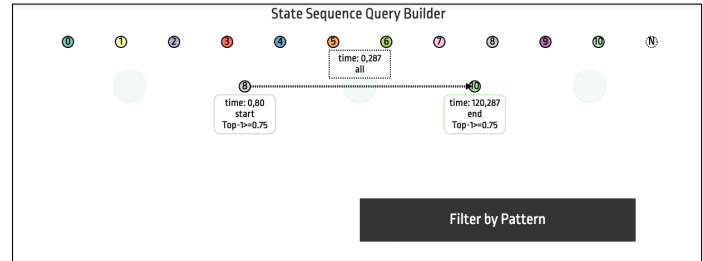 State Sequence Query Builder
0 1 2 3 4 5 6 7 8 9 10 N
time: 0,287
all
8 10
time: 0,80
start
Top-1>=0.75
time: 120,287
end
Top-1>=0.75
Filter by Pattern